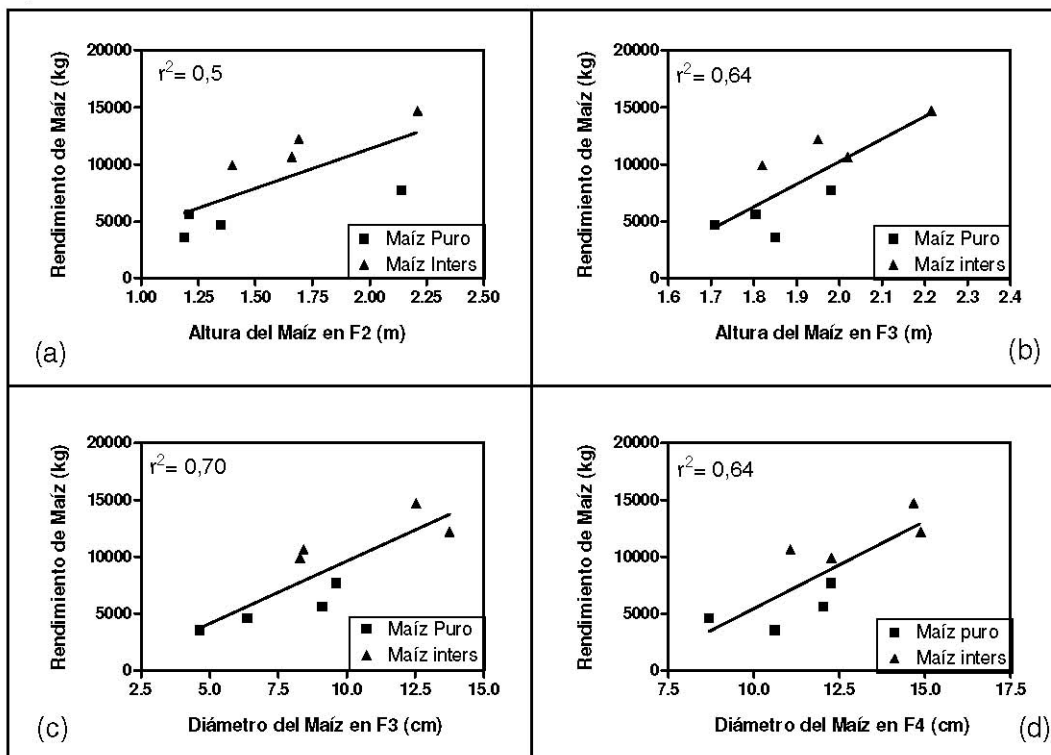 Rendimiento de Maíz (kg)
20000
15000
10000
5000
0
r²= 0,5
Maíz Puro
Maíz Inters
1.00 1.25 1.50 1.75 2.00 2.25 2.50
Altura del Maíz en F2 (m)
(a)
Rendimiento de Maíz (kg)
20000
15000
10000
5000
0
r²= 0,64
Maíz Puro
Maíz inters
1.6 1.7 1.8 1.9 2.0 2.1 2.2 2.3 2.4
Altura del Maíz en F3 (m)
(b)
Rendimiento de Maíz (kg)
20000
15000
10000
5000
0
r²= 0,70
Maíz Puro
Maíz inters
2.5 5.0 7.5 10.0 12.5 15.0
Diámetro del Maíz en F3 (cm)
(c)
Rendimiento de Maíz (kg)
20000
15000
10000
5000
0
r²= 0,64
Maíz puro
Maíz inters
7.5 10.0 12.5 15.0 17.5
Diámetro del Maíz en F4 (cm)
(d)